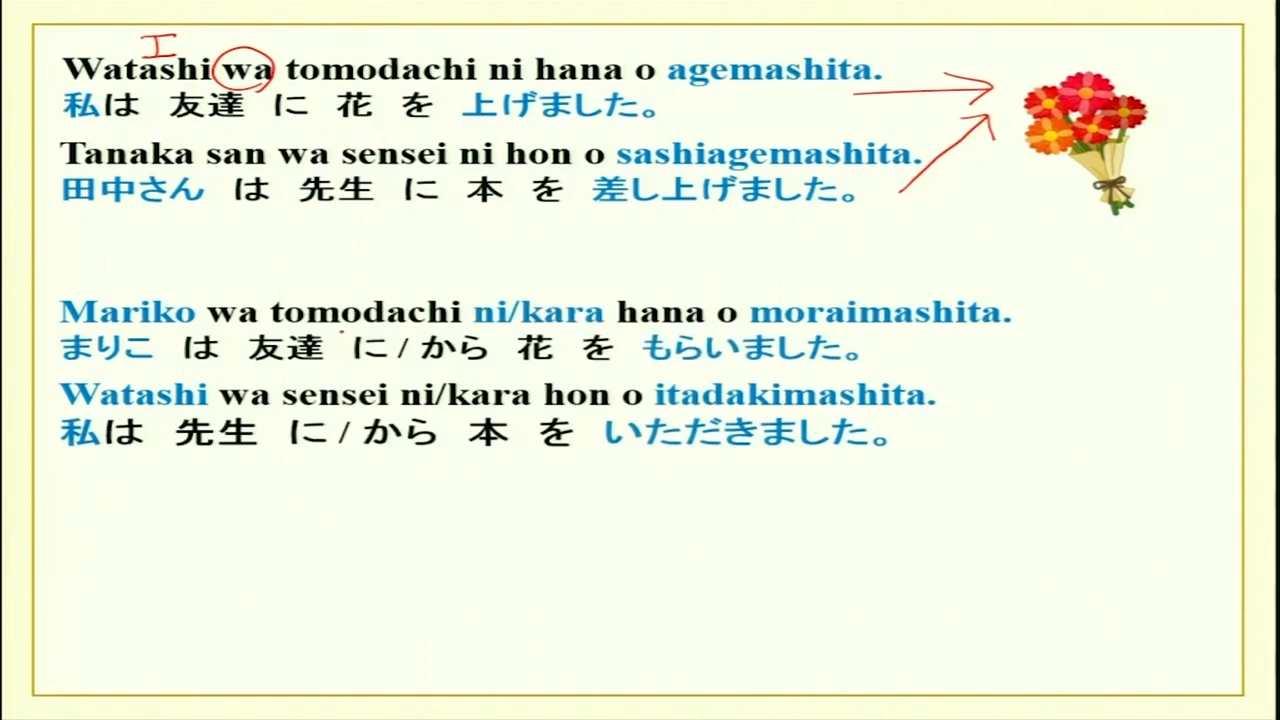 I
Watashi wa tomodachi ni hana o agemashita.
私は 友達 に 花 を 上げました。
Tanaka san wa sensei ni hon o sashiagemashita.
田中さん は 先生 に 本 を 差し上げました。
Mariko wa tomodachi ni/kara hana o moraimashita.
まりこ は 友達 に / から 花 を もらいました。
Watashi wa sensei ni/kara hon o itadakimashita.
私は 先生 に / から 本 を いただきました。